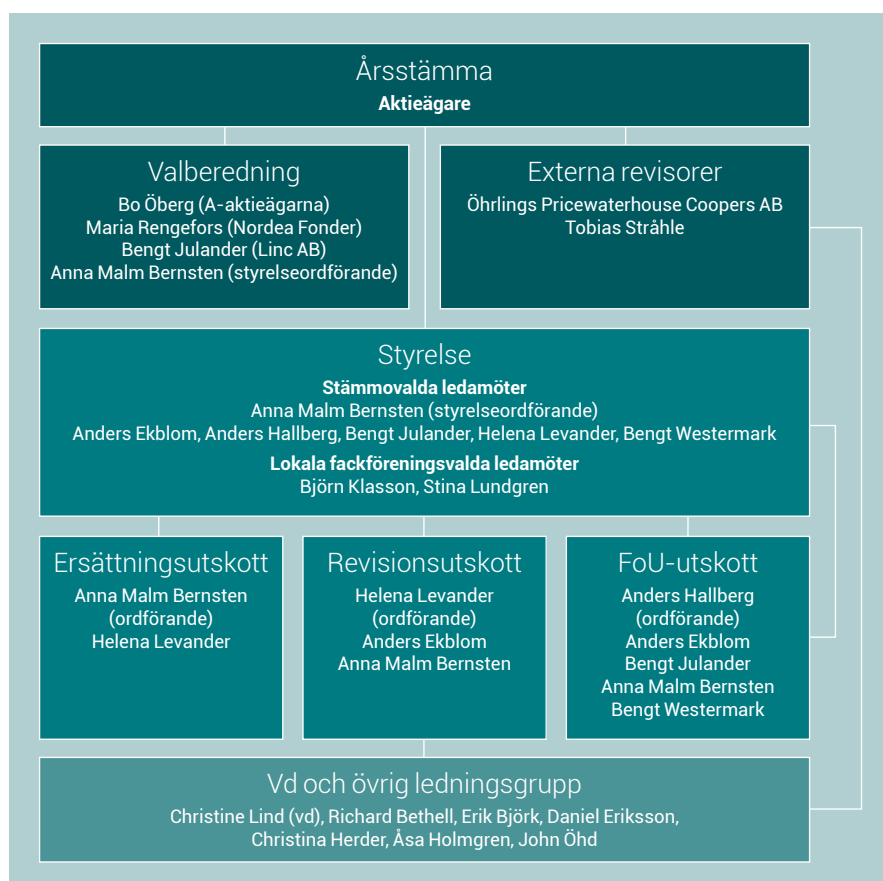 Årsstämma
Aktieägare
Valberedning
Bo Öberg (A-aktieägarna)
Maria Rengefors (Nordea Fonder)
Bengt Julander (Linc AB)
Anna Malm Bernsten (styrelseordförande)
Externa revisorer
Öhrlings Pricewaterhouse Coopers AB
Tobias Stråhle
Styrelse
Stämmovalda ledamöter
Anna Malm Bernsten (styrelseordförande)
Anders Ekblom, Anders Hallberg, Bengt Julander, Helena Levander, Bengt Westermark
Lokala fackföreningsvalda ledamöter
Björn Klasson, Stina Lundgren
Ersättningsutskott
Anna Malm Bernsten
(ordförande)
Helena Levander
Revisionsutskott
Helena Levander
(ordförande)
Anders Ekblom
Anna Malm Bernsten
FoU-utskott
Anders Hallberg
(ordförande)
Anders Ekblom
Bengt Julander
Anna Malm Bernsten
Bengt Westermark
Vd och övrig ledningsgrupp
Christine Lind (vd), Richard Bethell, Erik Björk, Daniel Eriksson,
Christina Herder, Åsa Holmgren, John Öhd